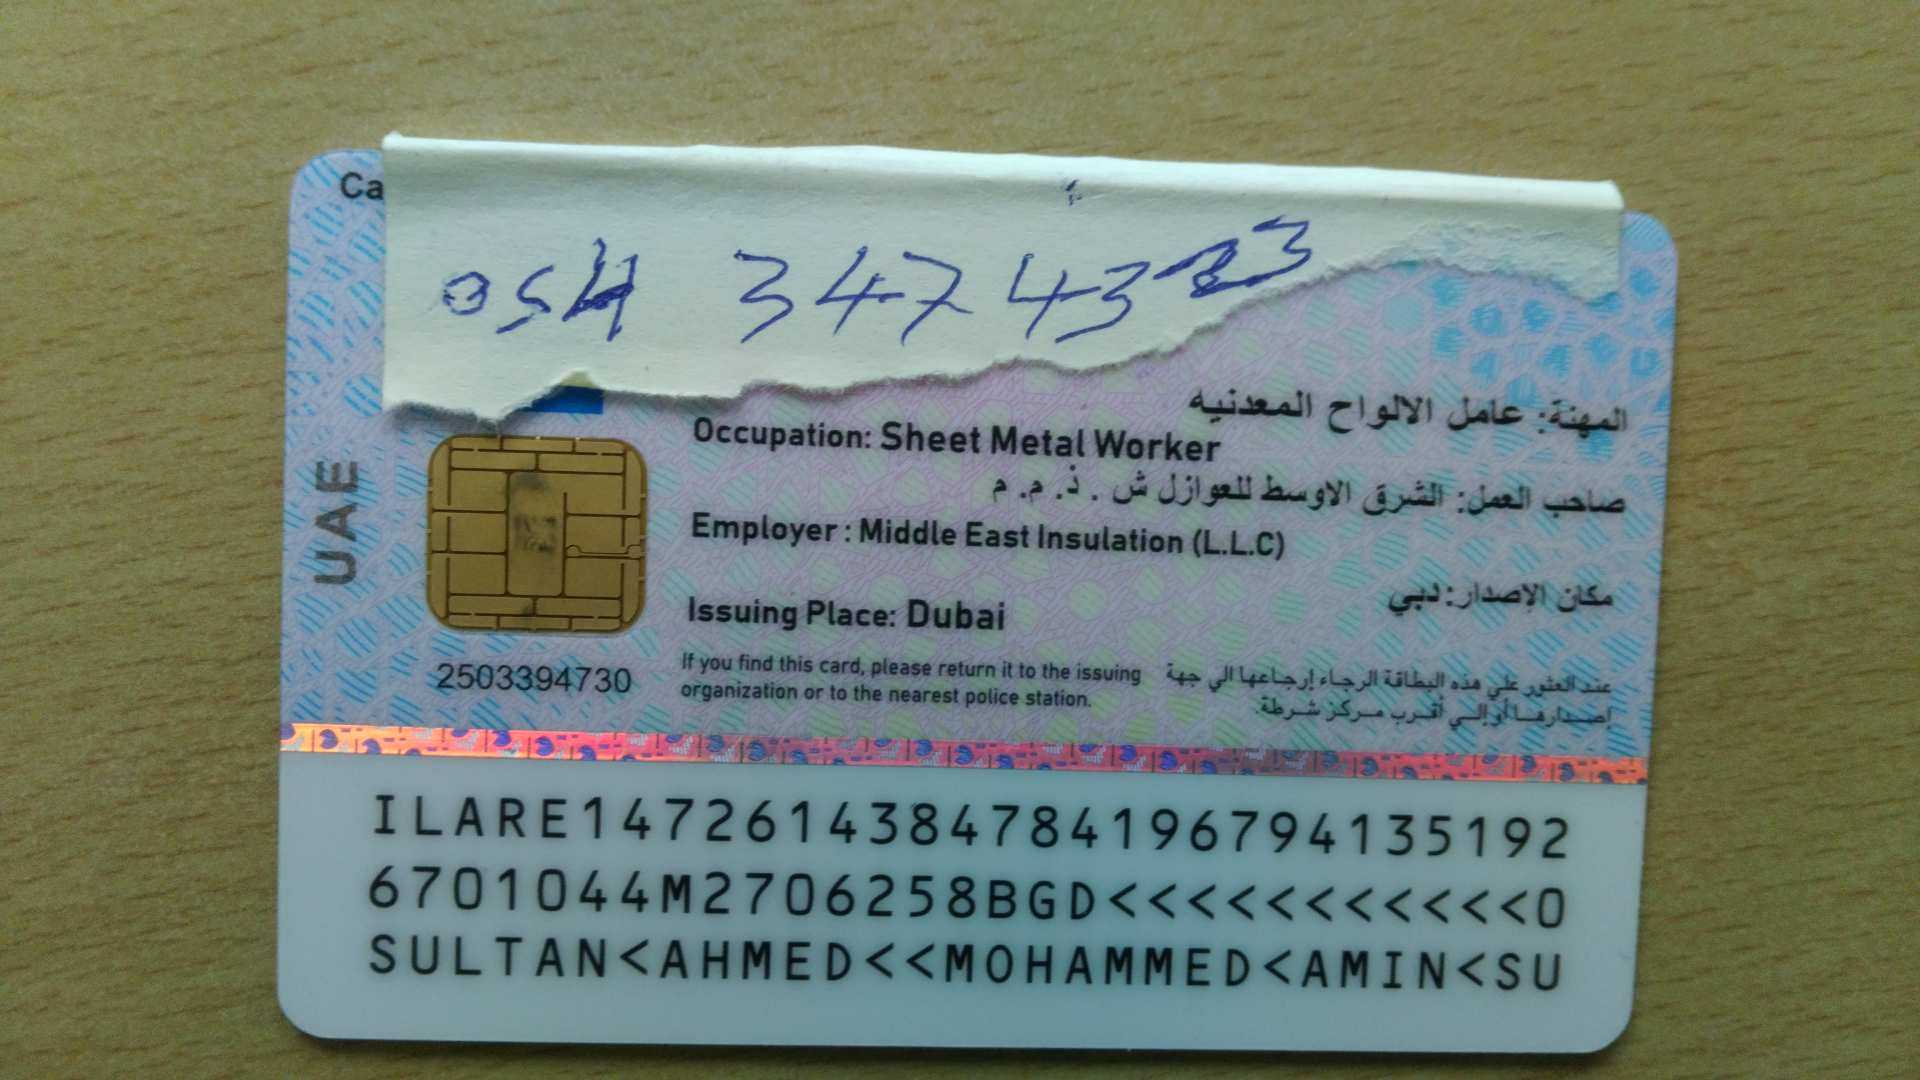 Ca
054 3474323
المهنة: عامل الالواح المعدنيه
Occupation: Sheet Metal Worker
صاحب العمل: الشرق الاوسط للعوازل ش . ذ. م. م
Employer : Middle East Insulation (L.L.C)
مكان الإصدار: دبي
Issuing Place: Dubai
UAE
2503394730
If you find this card, please return it to the issuing
organization or to the nearest police station.
عند العثور علي هذه البطاقة الرجاء إرجاعها الي جهة
إصدارها أو إلي أقرب مركز شرطة.
ILARE1472614384784196794135192
6701044M2706258BGD<<<<<<<<<<<0
SULTAN<AHMED<<MOHAMMED<AMIN<SU